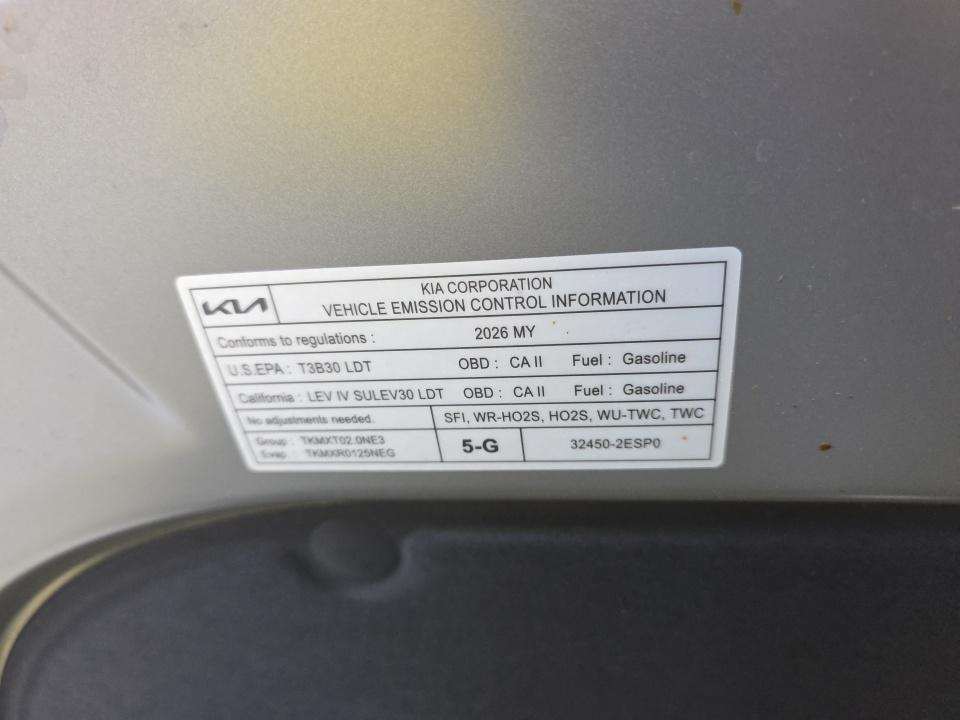 KIA
KIA CORPORATION
VEHICLE EMISSION CONTROL INFORMATION
Conforms to regulations : 2026 MY
U.S.EPA : T3B30 LDT OBD : CA II Fuel : Gasoline
California : LEV IV SULEV30 LDT OBD : CA II Fuel : Gasoline
No adjustments needed. SFI, WR-HO2S, HO2S, WU-TWC, TWC
Group : TKMXT02.0NE3
Evap : TKMXR0125NEG
5-G
32450-2ESP0